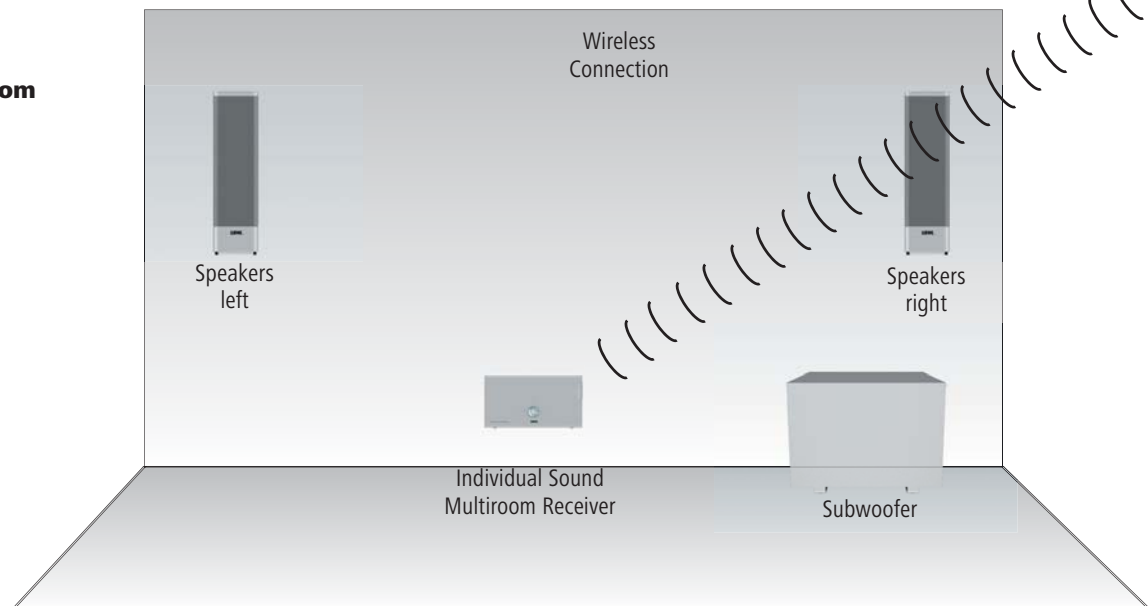 Wireless
Connection
om
Speakers
left
Speakers
right
Individual Sound
Multiroom Receiver
Subwoofer